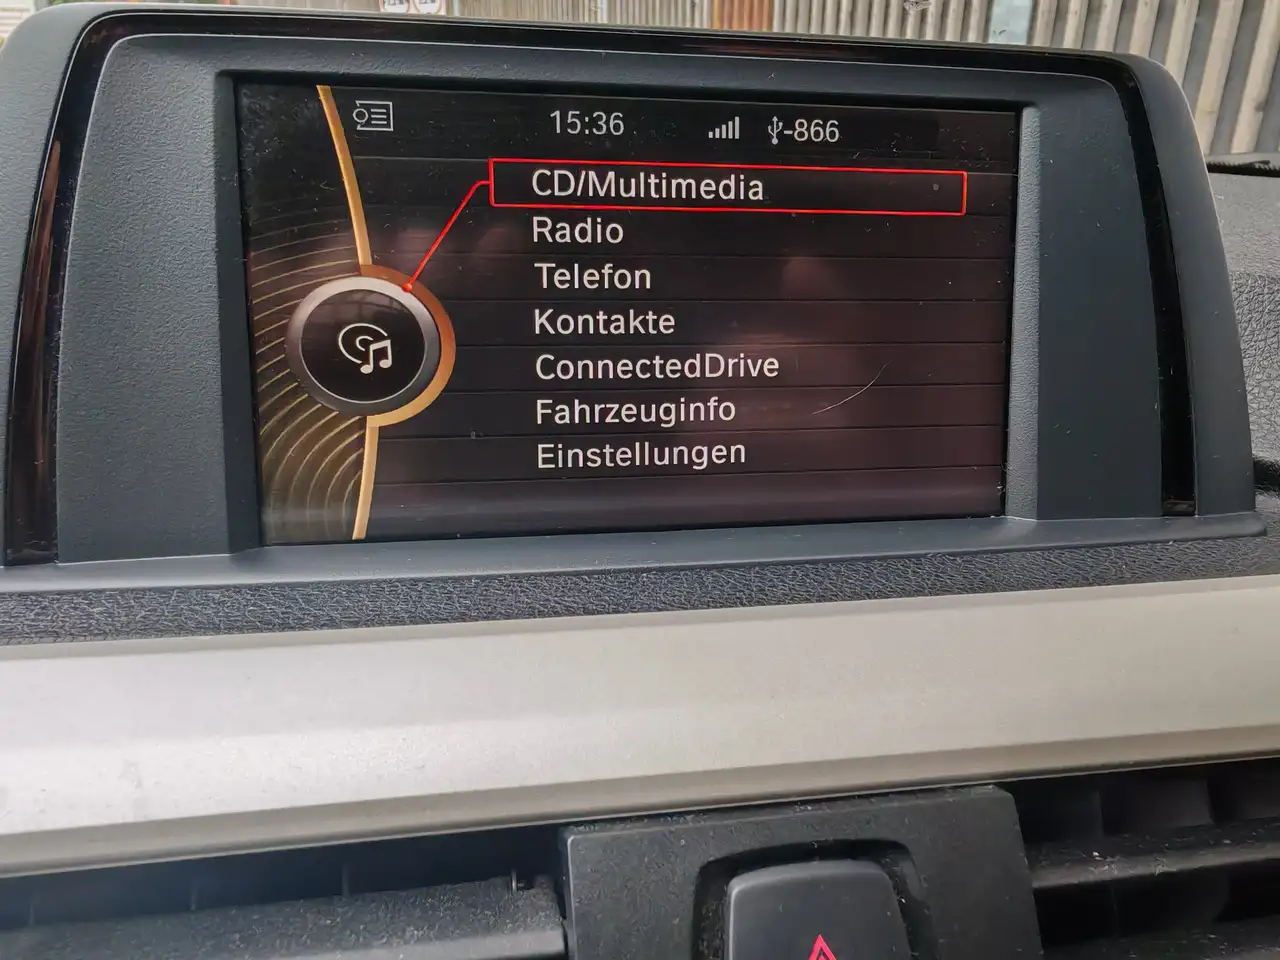 15:36 -866
CD/Multimedia
Radio
Telefon
Kontakte
ConnectedDrive
Fahrzeuginfo
Einstellungen